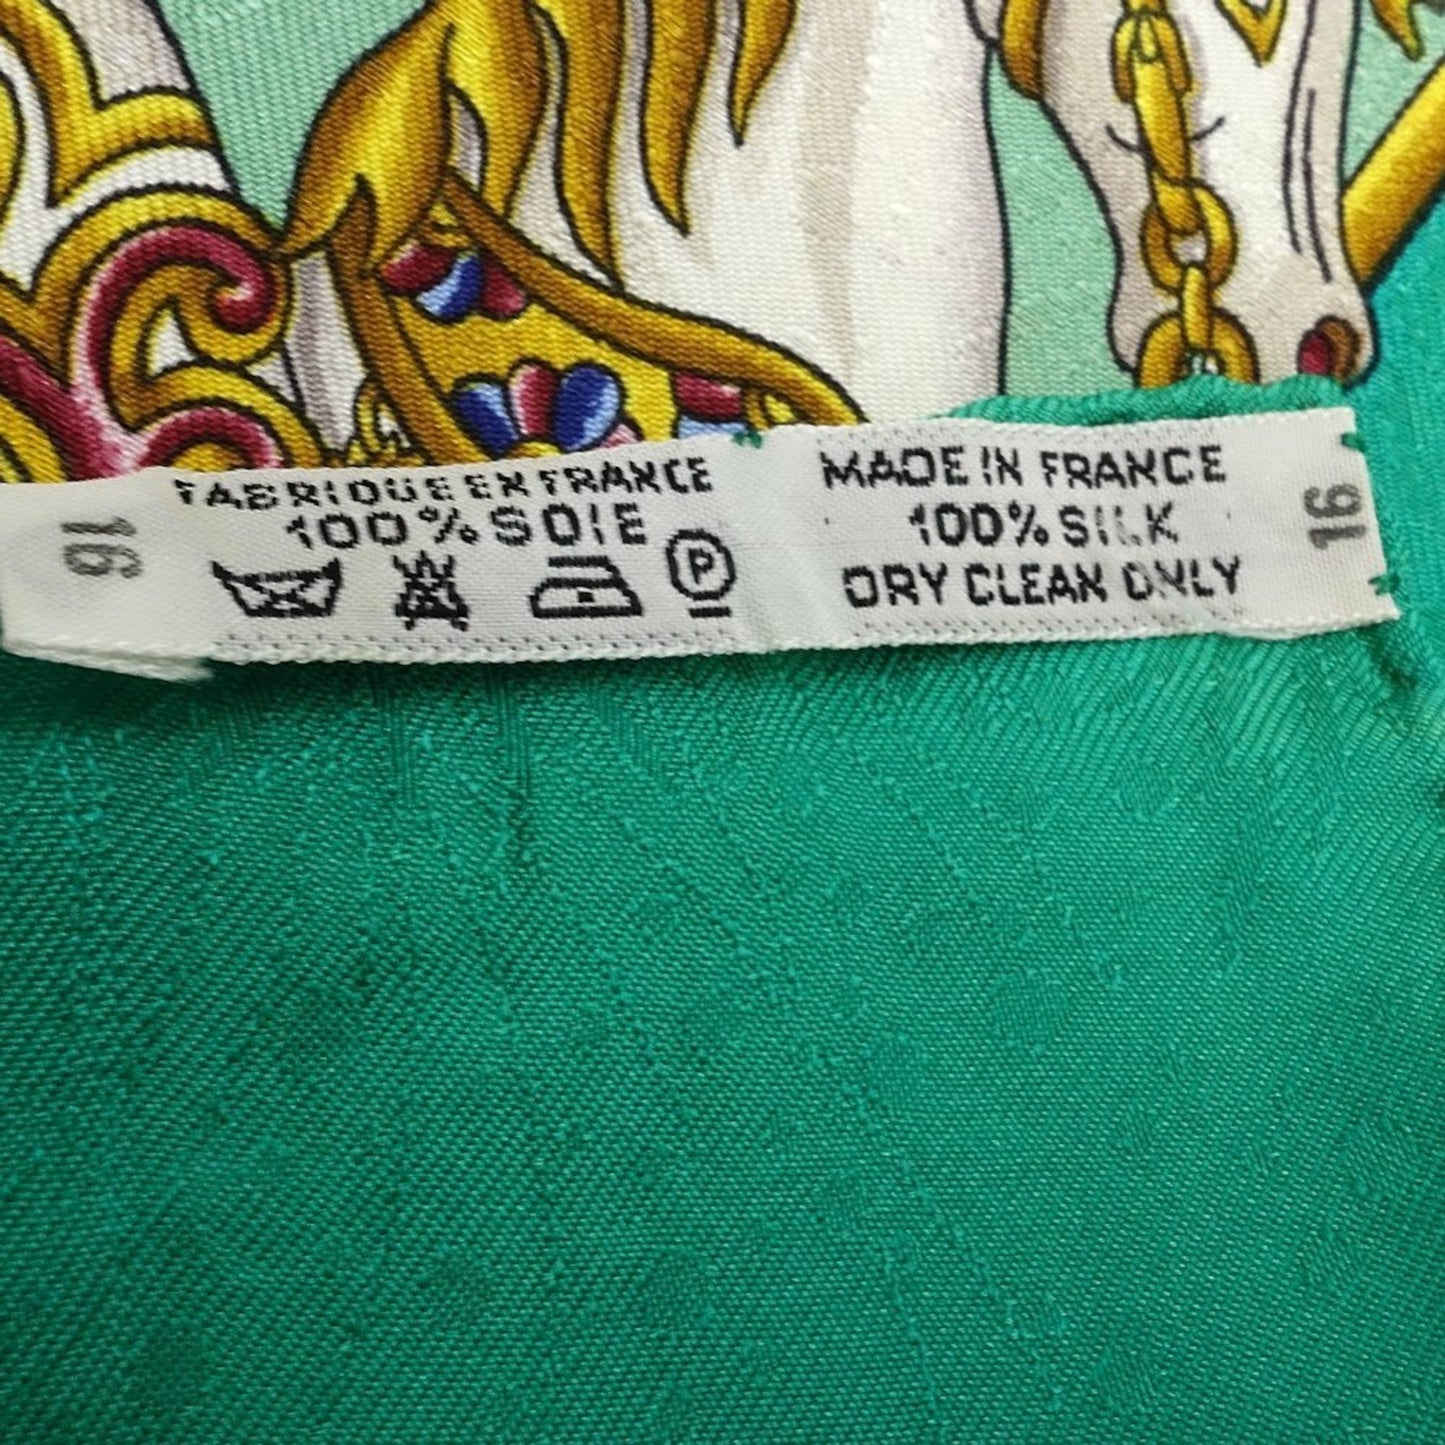 16
FABRIQUE EN FRANCE
100% SOIE
P
MADE IN FRANCE
100% SILK
DRY CLEAN ONLY
16